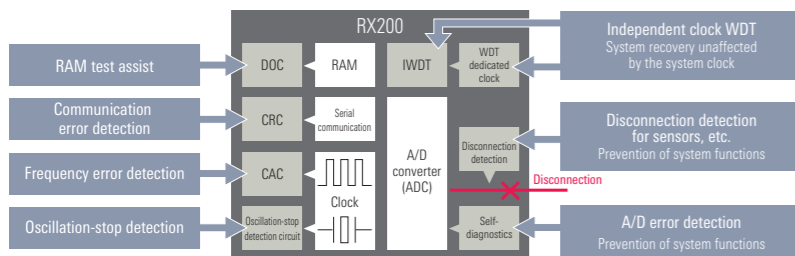 RX200
RAM test assist
Communication
error detection
Frequency error detection
Oscillation-stop detection
DOC
RAM
CRC
Serial
communication
CAC
Clock
Oscillation-stop
detection circuit
IWDT
WDT
dedicated
clock
A/D
converter
(ADC)
Disconnection
detection
Disconnection
Self-
diagnostics
Independent clock WDT
System recovery unaffected
by the system clock
Disconnection detection
for sensors, etc.
Prevention of system functions
A/D error detection
Prevention of system functions